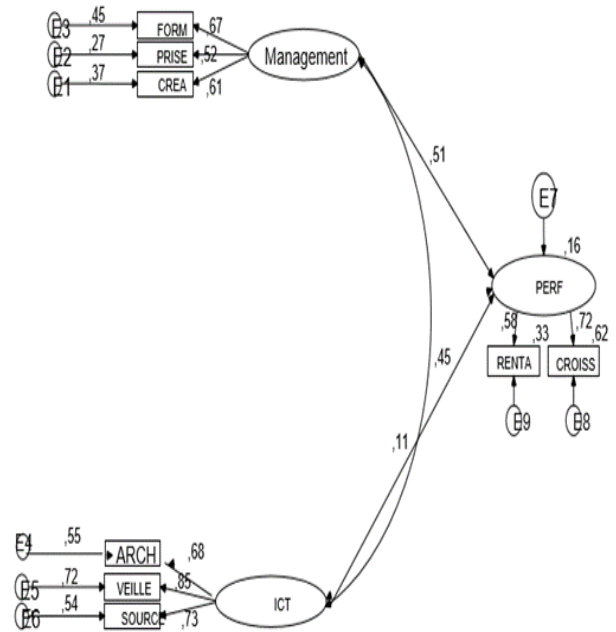 ,45
E3
FORM
,67
Management
,27
E2
PRISE
,52
,37
E1
CREA
,61
,51
E7
,16
PERF
,58
,33
,72
,62
RENTA
CROISS
,45
E9
E8
,11
E4
,55
ARCH
,68
E5
,72
VEILLE
,85
ICT
E6
,54
SOURCE
,73